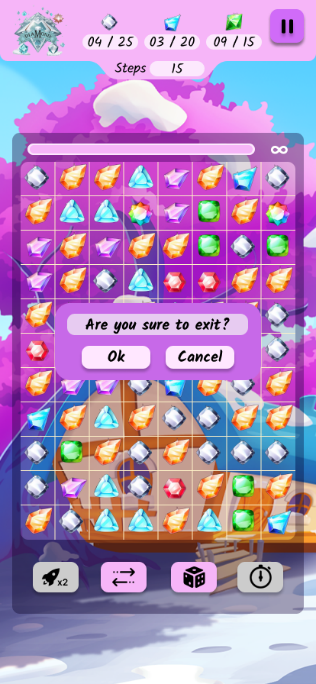 04 / 25 03 / 20 09 / 15
Steps 15
∞
Are you sure to exit?
Ok Cancel
x2